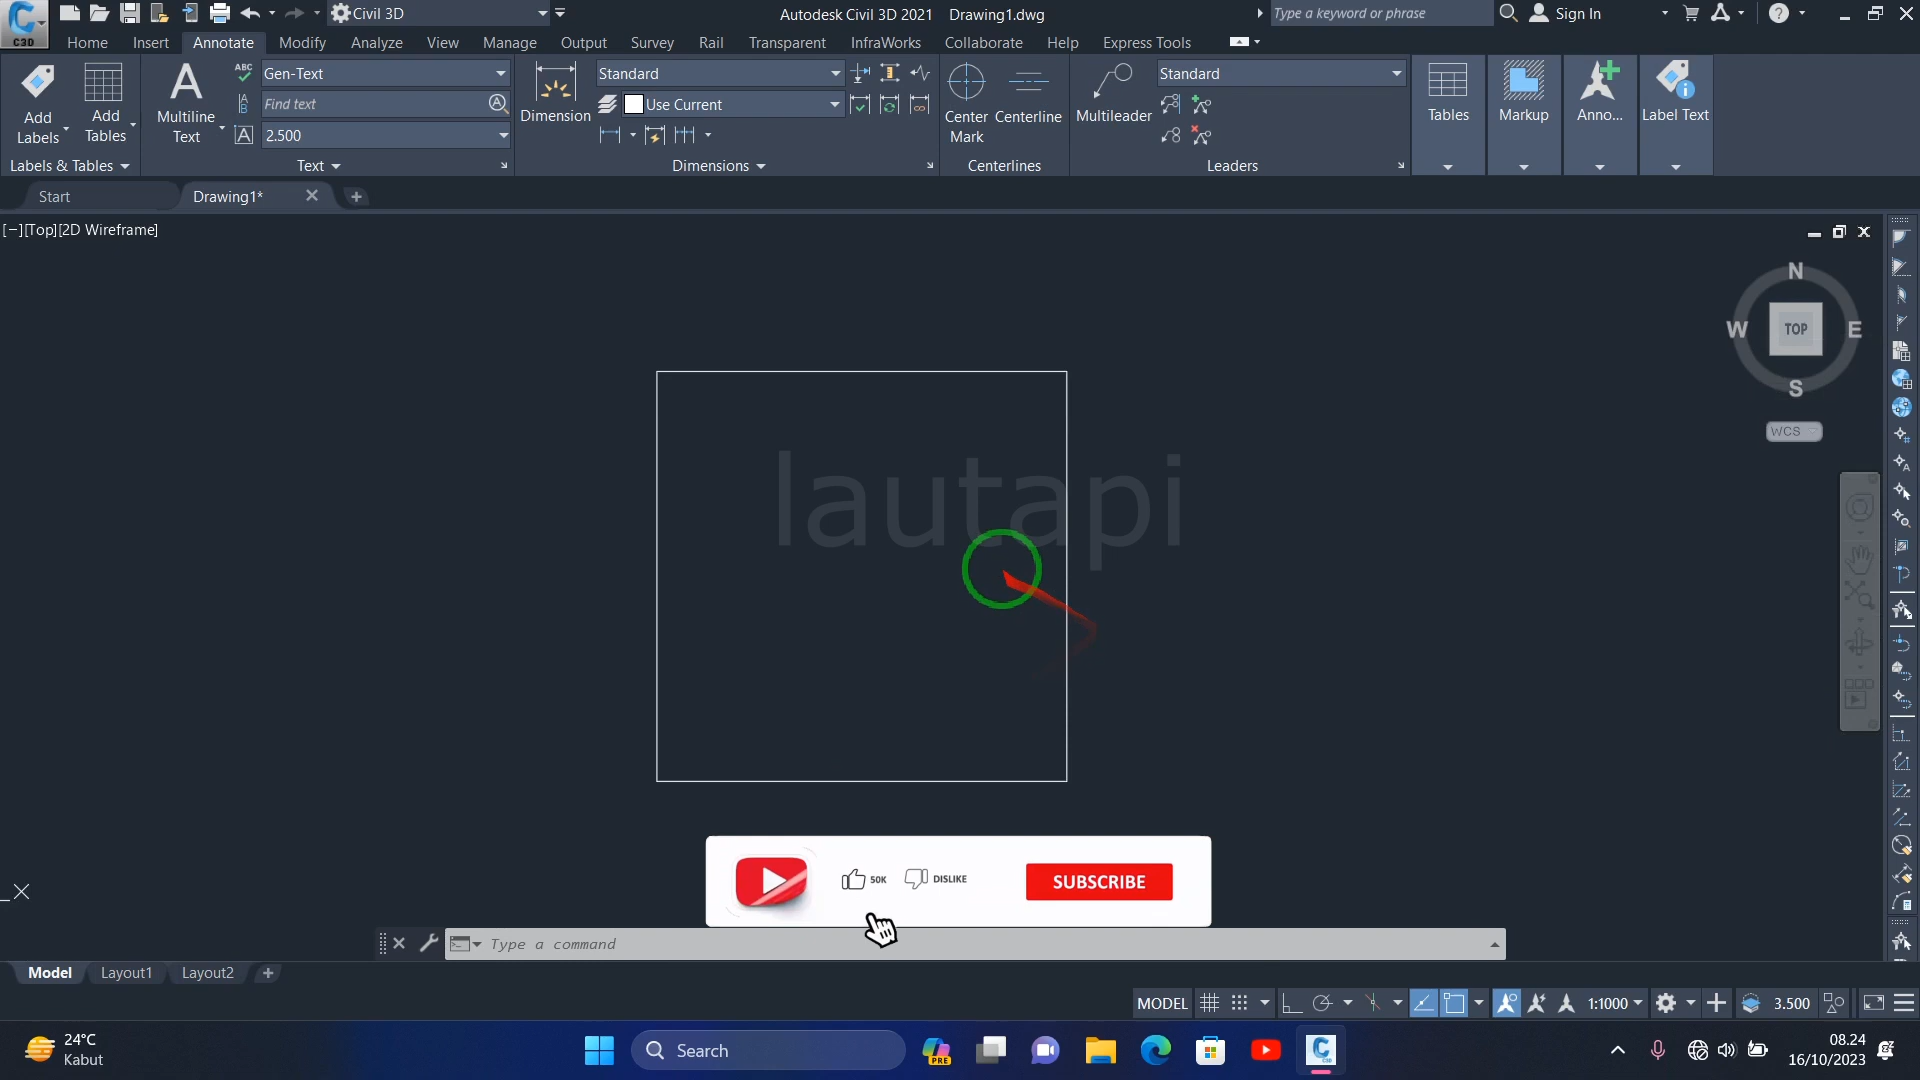 C3D
Civil 3D
Autodesk Civil 3D 2021 Drawing1.dwg
Type a keyword or phrase
Sign In
Home Insert Annotate Modify Analyze View Manage Output Survey Rail Transparent InfraWorks Collaborate Help Express Tools
Add Labels
Add Tables
Labels & Tables
Multiline Text
ABC
Gen-Text
Find text
2.500
Text
Dimension
Standard
Use Current
Dimensions
Center Mark
Centerline
Centerlines
Multileader
Standard
Leaders
Tables
Markup
Anno...
Label Text
Start
Drawing1*
[−][Top][2D Wireframe]
N
W
TOP
E
S
WCS
lautapi
50K
DISLIKE
SUBSCRIBE
Type a command
Model Layout1 Layout2
MODEL
1:1000
3.500
24°C
Kabut
Search
PRE
08.24
16/10/2023